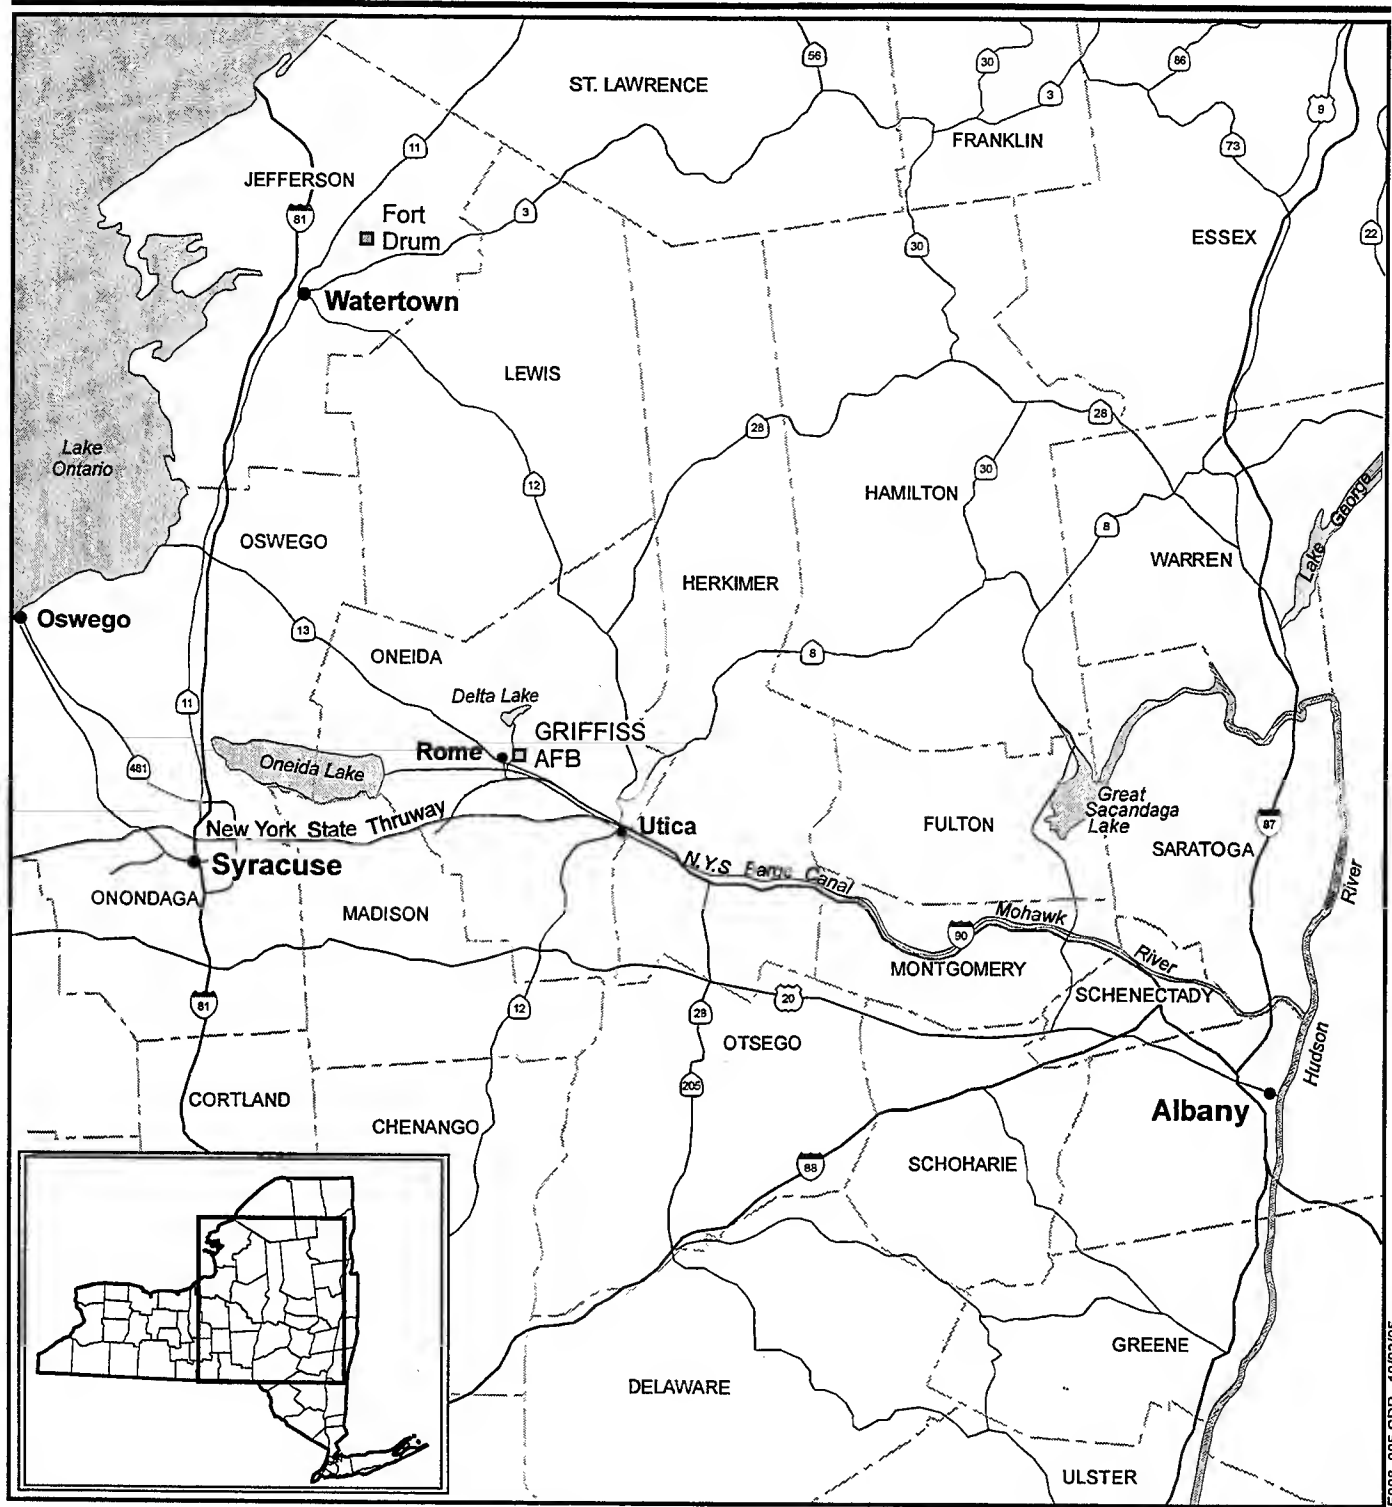 56
30
86
ST. LAWRENCE
3
9
11
FRANKLIN
73
JEFFERSON
81
Fort
Drum
3
30
ESSEX
22
Watertown
LEWIS
28
28
Lake
Ontario
12
30
HAMILTON
Lake George
8
OSWEGO
WARREN
HERKIMER
Oswego
13
ONEIDA
8
11
Delta Lake
GRIFFISS
AFB
Rome
481
Oneida Lake
Great
Sacandaga
Lake
New York State Thruway
Utica
FULTON
87
SARATOGA
Syracuse
N.Y.S Barge Canal
River
ONONDAGA
MADISON
Mohawk
90
River
MONTGOMERY
SCHENECTADY
81
12
28
20
OTSEGO
Hudson
205
CORTLAND
CHENANGO
Albany
88
SCHOHARIE
GREENE
DELAWARE
ULSTER